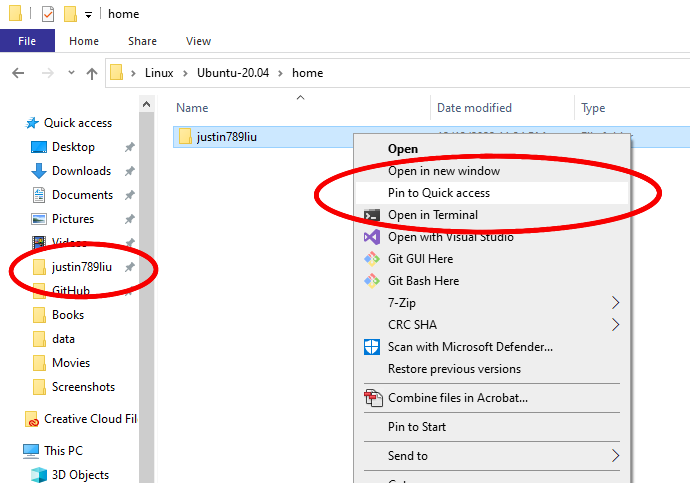 home
File
Home
Share
View
Linux
Ubuntu-20.04
home
Name
Date modified
Type
Quick access
Desktop
Downloads
Documents
Pictures
Videos
justin789liu
GitHub
Books
data
Movies
Screenshots
Creative Cloud Fil
This PC
3D Objects
justin789liu
Open
Open in new window
Pin to Quick access
Open in Terminal
Open with Visual Studio
Git GUI Here
Git Bash Here
7-Zip
CRC SHA
Scan with Microsoft Defender...
Restore previous versions
Combine files in Acrobat...
Pin to Start
Send to